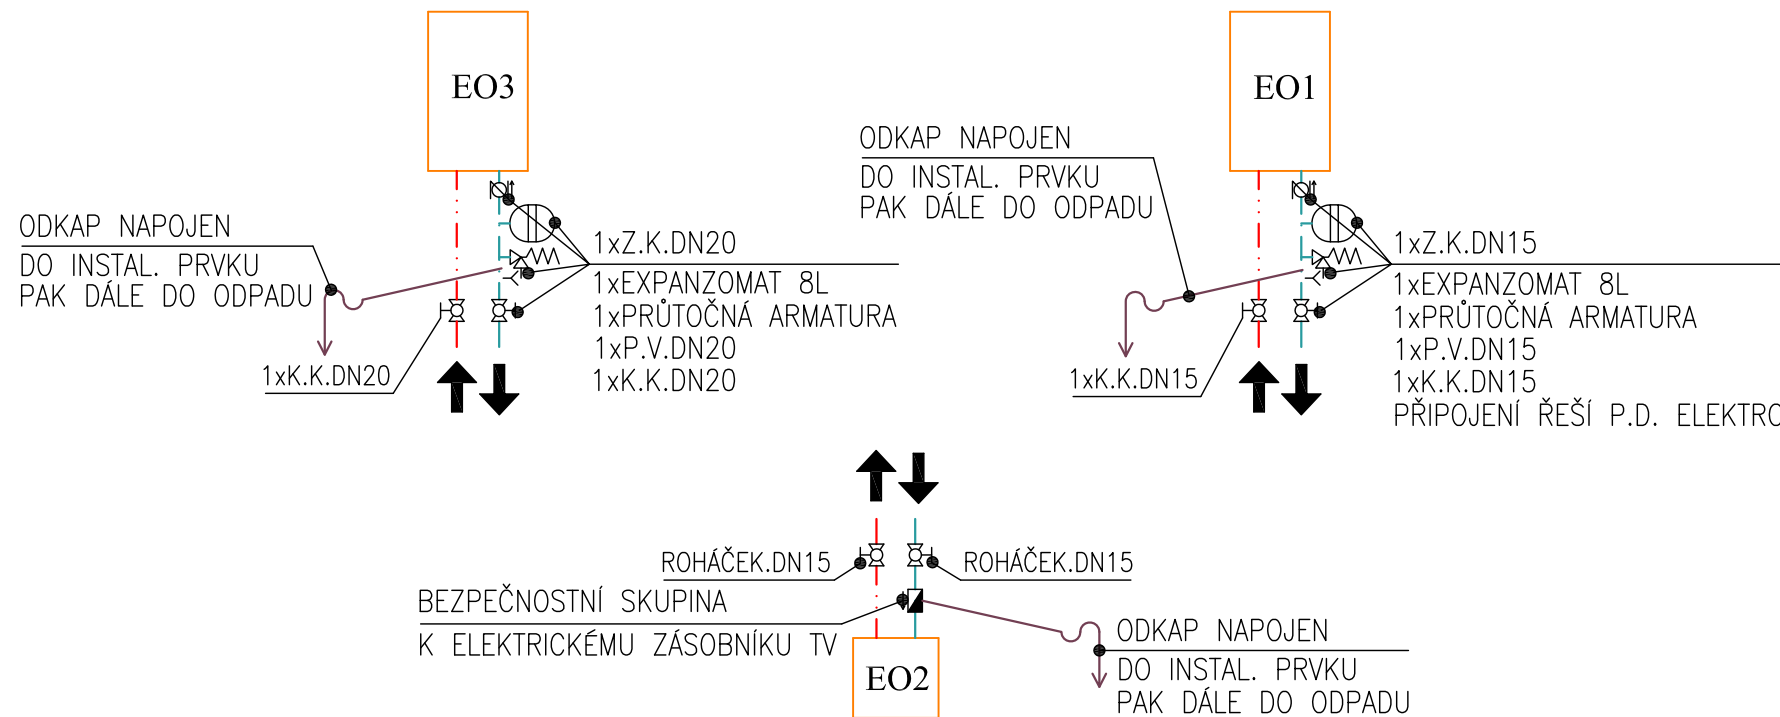 EO3
ODKAP NAPOJEN
DO INSTAL. PRVKU
PAK DÁLE DO ODPADU
1xK.K.DN20
1xZ.K.DN20
1xEXPANZOMAT 8L
1xPRŮTOČNÁ ARMATURA
1xP.V.DN20
1xK.K.DN20
EO1
ODKAP NAPOJEN
DO INSTAL. PRVKU
PAK DÁLE DO ODPADU
1xK.K.DN15
1xZ.K.DN15
1xEXPANZOMAT 8L
1xPRŮTOČNÁ ARMATURA
1xP.V.DN15
1xK.K.DN15
PŘIPOJENÍ ŘEŠÍ P.D. ELEKTRO
ROHÁČEK.DN15
ROHÁČEK.DN15
BEZPEČNOSTNÍ SKUPINA
K ELEKTRICKÉMU ZÁSOBNÍKU TV
EO2
ODKAP NAPOJEN
DO INSTAL. PRVKU
PAK DÁLE DO ODPADU